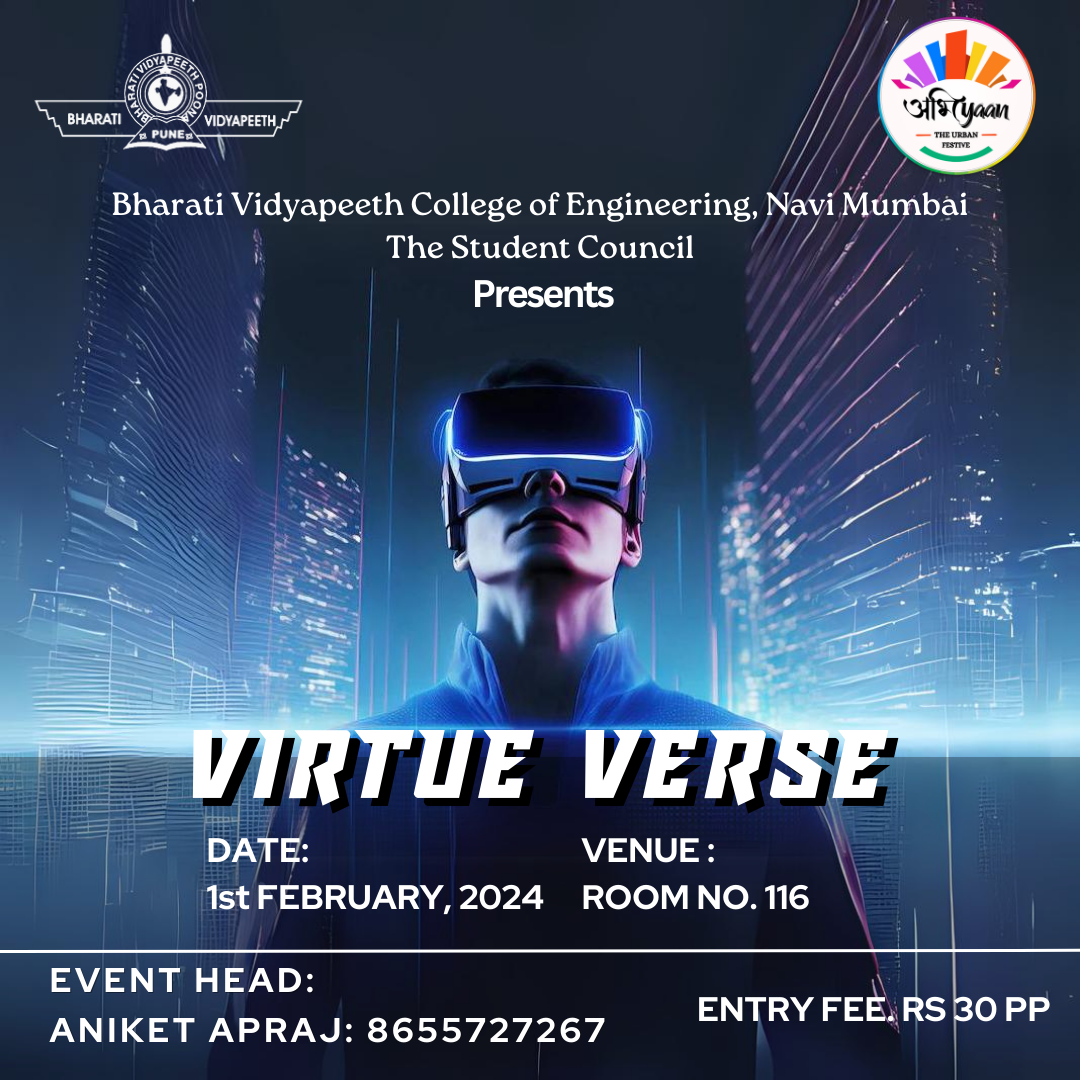 BHARATI VIDYAPEETH POONA
BHARATI VIDYAPEETH
PUNE
अभिyaan
THE URBAN
FESTIVE
Bharati Vidyapeeth College of Engineering, Navi Mumbai
The Student Council
Presents
VIRTUE VERSE
DATE: VENUE :
1st FEBRUARY, 2024 ROOM NO. 116
EVENT HEAD:
ANIKET APRAJ: 8655727267
ENTRY FEE. RS 30 PP